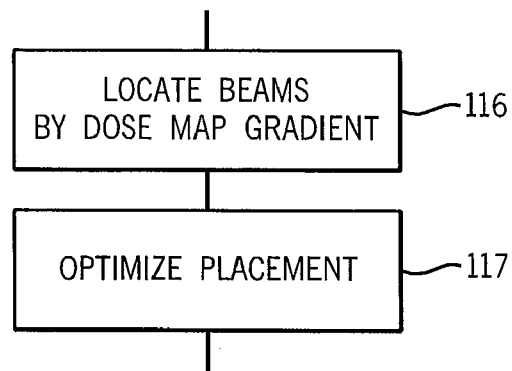 LOCATE BEAMS
BY DOSE MAP GRADIENT
116
OPTIMIZE PLACEMENT
117